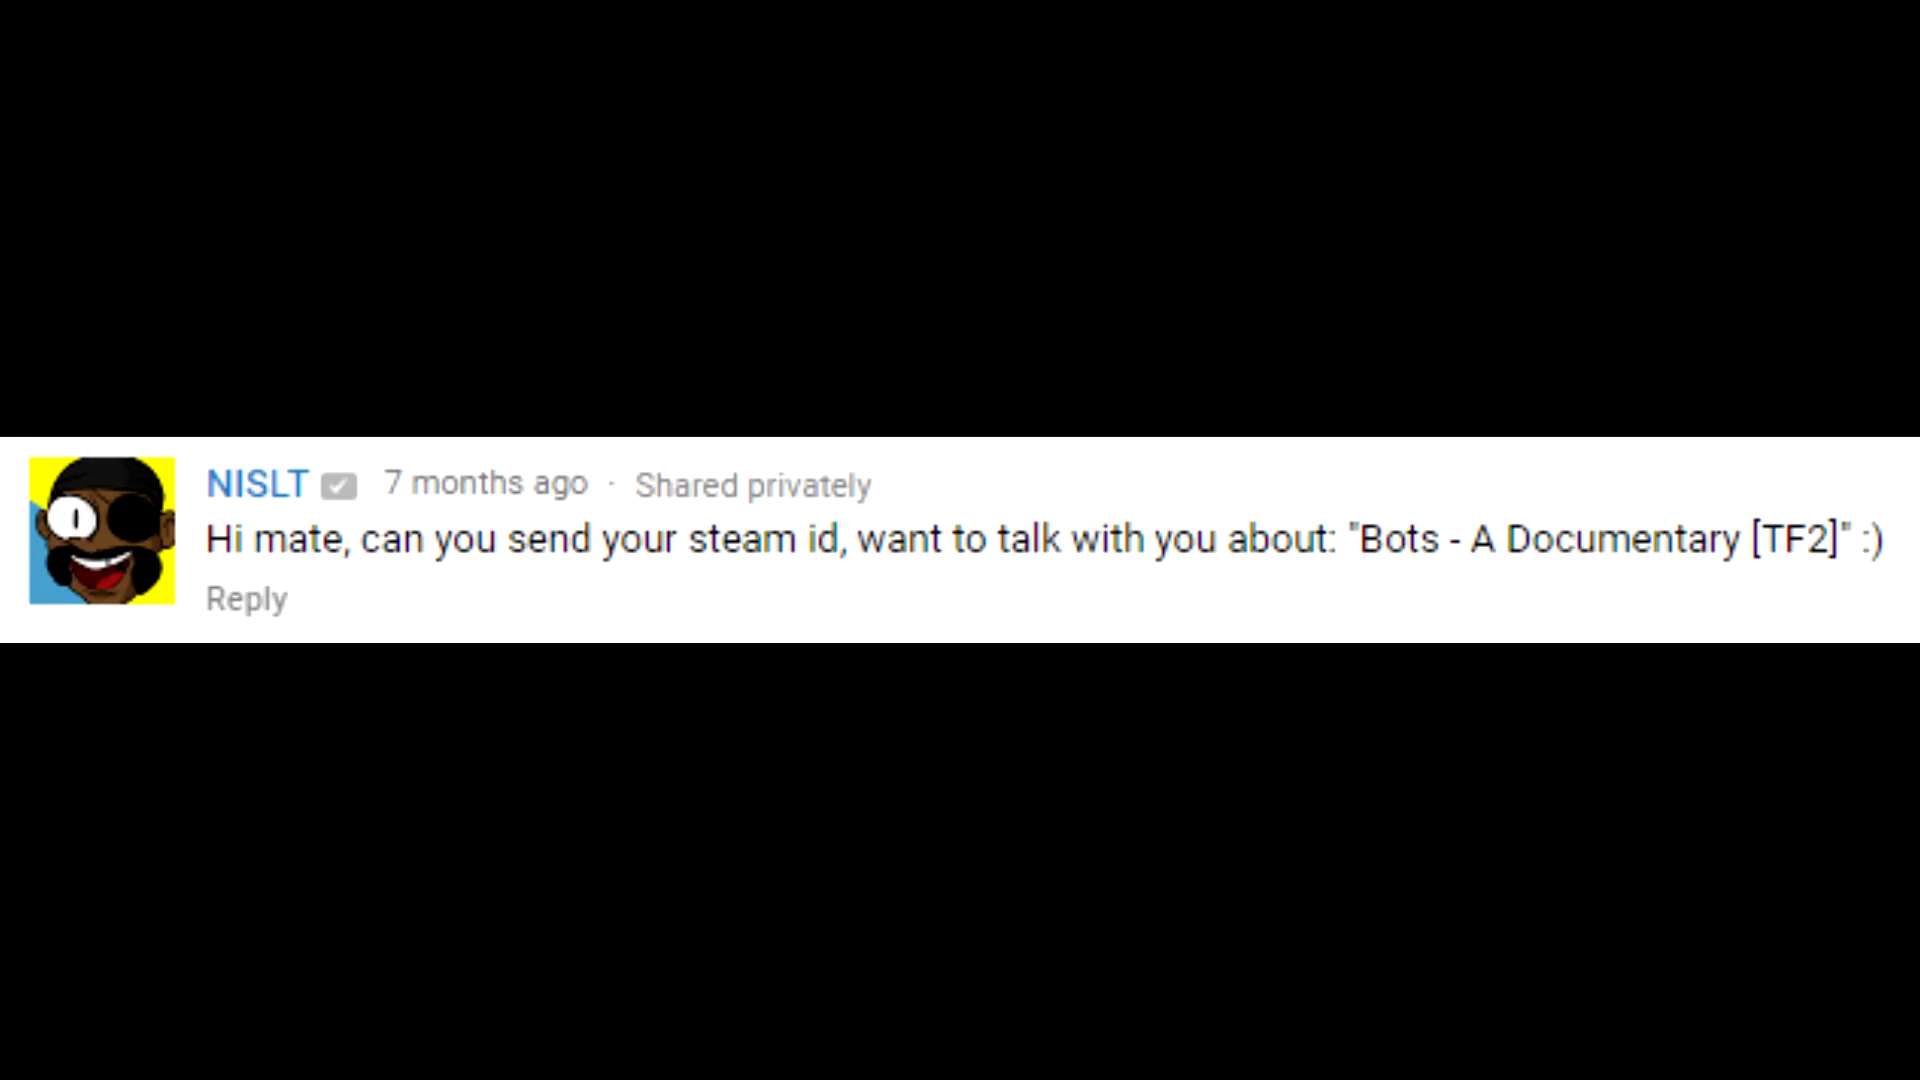 NISLT 7 months ago · Shared privately
Hi mate, can you send your steam id, want to talk with you about: "Bots - A Documentary [TF2]" :)
Reply